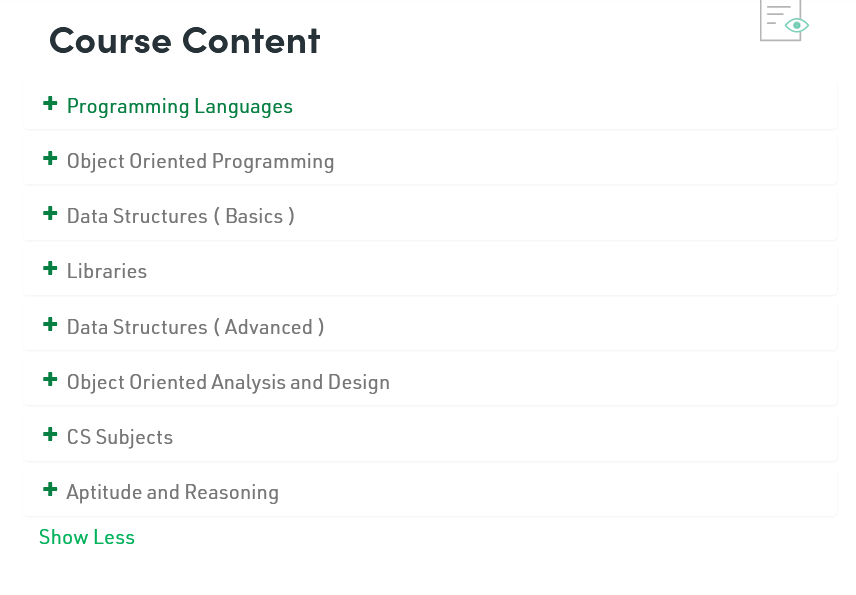 Course Content
Programming Languages
Object Oriented Programming
Data Structures ( Basics )
Libraries
Data Structures ( Advanced )
Object Oriented Analysis and Design
CS Subjects
Aptitude and Reasoning
Show Less